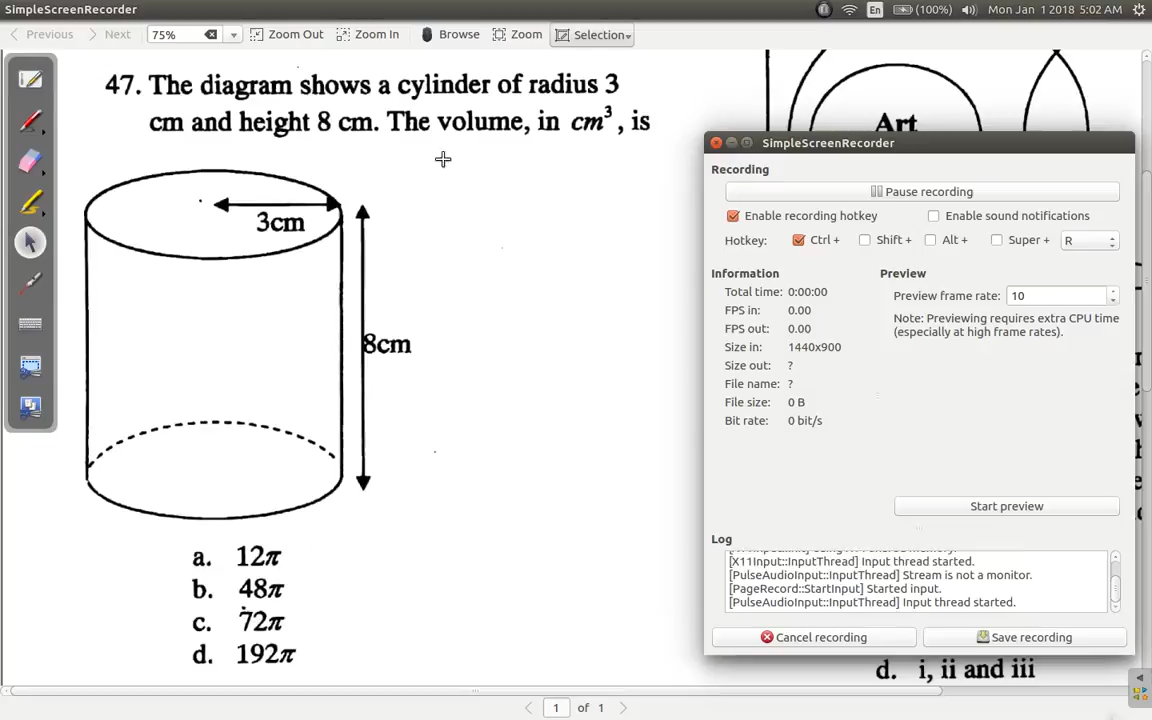 SimpleScreenRecorder
En (100%) Mon Jan 1 2018 5:02 AM
Previous Next 75% Zoom Out Zoom In Browse Zoom Selection
47. The diagram shows a cylinder of radius 3
cm and height 8 cm. The volume, in cm³, is
3cm
8cm
a. 12π
b. 48π
c. 72π
d. 192π
Art
SimpleScreenRecorder
Recording
Pause recording
Enable recording hotkey Enable sound notifications
Hotkey: Ctrl + Shift + Alt + Super + R
Information
Total time: 0:00:00
FPS in: 0.00
FPS out: 0.00
Size in: 1440x900
Size out: ?
File name: ?
File size: 0 B
Bit rate: 0 bit/s
Preview
Preview frame rate: 10
Note: Previewing requires extra CPU time
(especially at high frame rates).
Start preview
Log
[X11Input::InputThread] Input thread started.
[PulseAudioInput::InputThread] Stream is not a monitor.
[PageRecord::StartInput] Started input.
[PulseAudioInput::InputThread] Input thread started.
Cancel recording Save recording
d. i, ii and iii
1 of 1